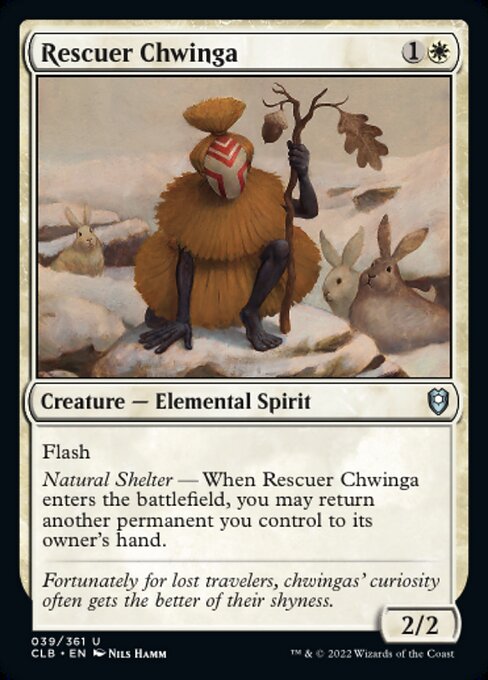 Rescuer Chwinga
1
Creature — Elemental Spirit
Flash
Natural Shelter — When Rescuer Chwinga
enters the battlefield, you may return
another permanent you control to its
owner's hand.
Fortunately for lost travelers, chwingas' curiosity
often gets the better of their shyness.
2/2
039/361 U
CLB • EN Nils Hamm
™ & © 2022 Wizards of the Coast